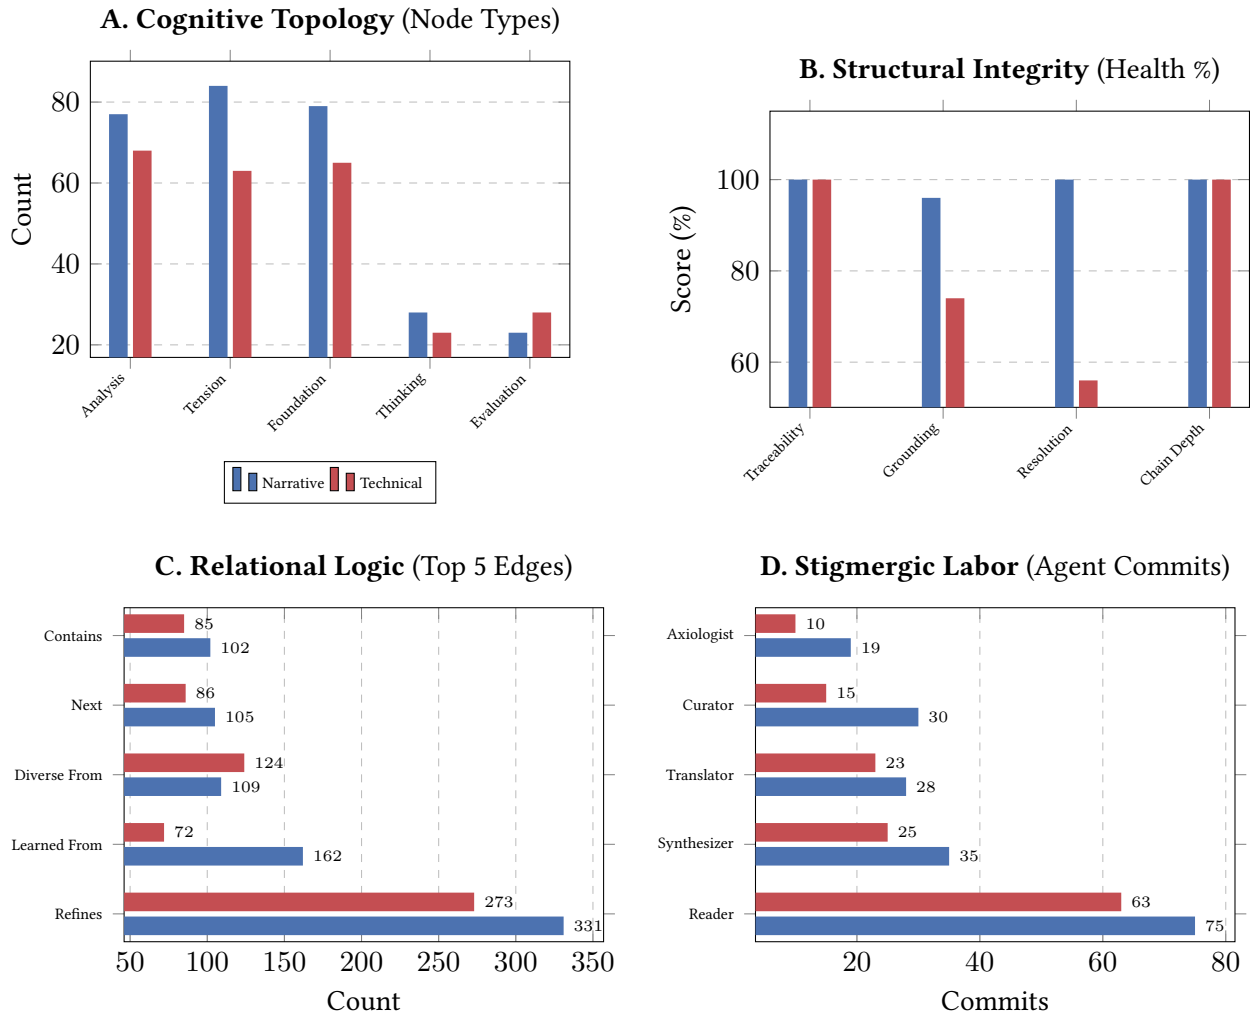 A. Cognitive Topology (Node Types)
Count
80
60
40
20
Analysis
Tension
Foundation
Thinking
Evaluation
Narrative
Technical
B. Structural Integrity (Health %)
Score (%)
100
80
60
Traceability
Grounding
Resolution
Chain Depth
C. Relational Logic (Top 5 Edges)
Contains
85
102
Next
86
105
Diverse From
124
109
Learned From
72
162
Refines
273
331
50 100 150 200 250 300 350
Count
D. Stigmergic Labor (Agent Commits)
Axiologist
10
19
Curator
15
30
Translator
23
28
Synthesizer
25
35
Reader
63
75
20 40 60 80
Commits